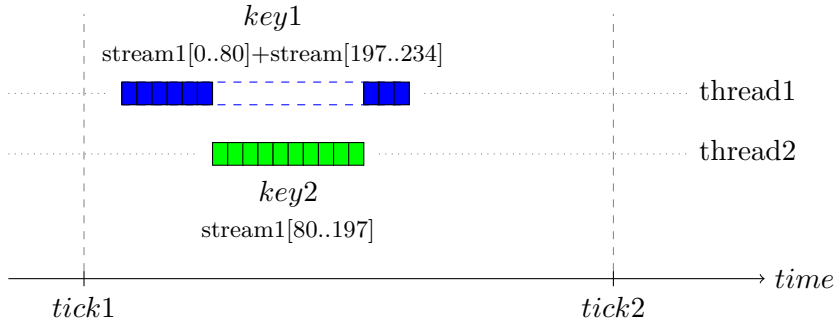 key1
stream1[0..80]+stream[197..234]
thread1
thread2
key2
stream1[80..197]
time
tick1
tick2